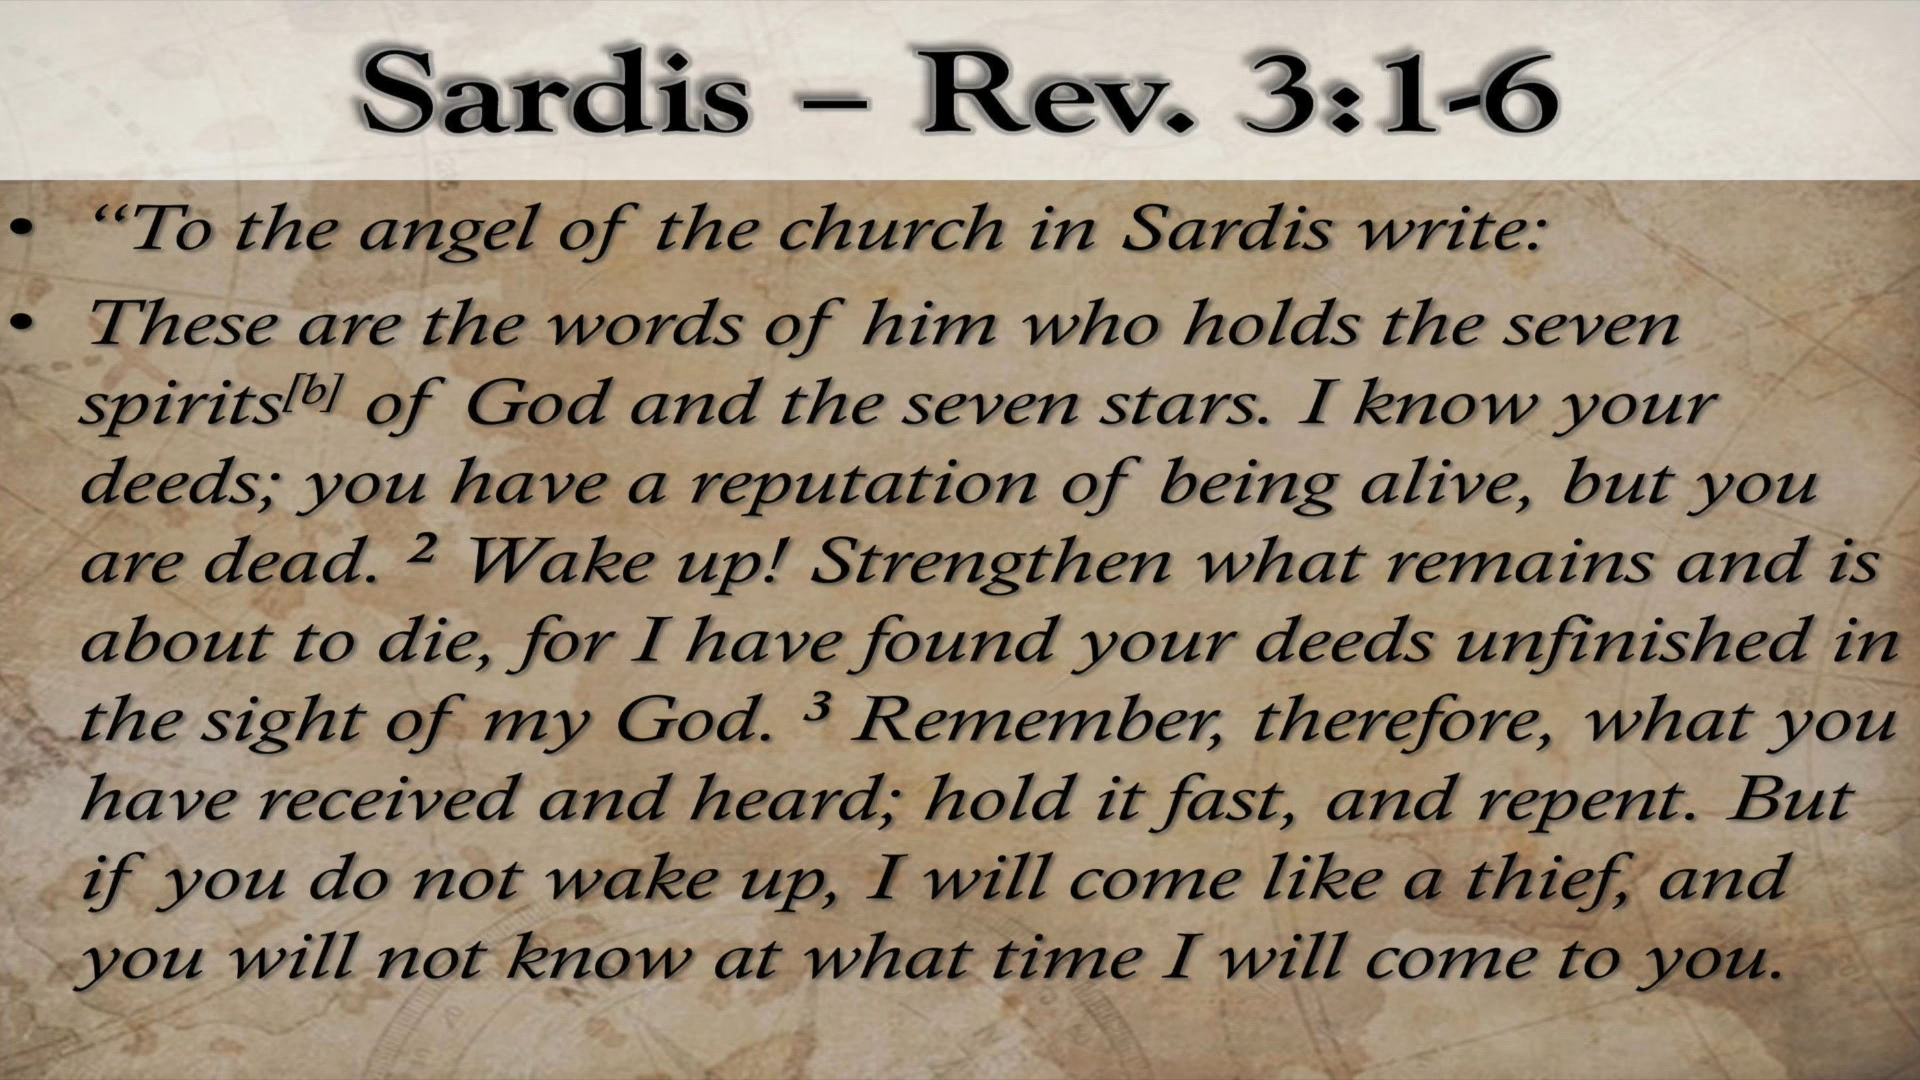 Sardis – Rev. 3:1-6
• “To the angel of the church in Sardis write:
• These are the words of him who holds the seven
spirits[b] of God and the seven stars. I know your
deeds; you have a reputation of being alive, but you
are dead. ² Wake up! Strengthen what remains and is
about to die, for I have found your deeds unfinished in
the sight of my God. ³ Remember, therefore, what you
have received and heard; hold it fast, and repent. But
if you do not wake up, I will come like a thief, and
you will not know at what time I will come to you.